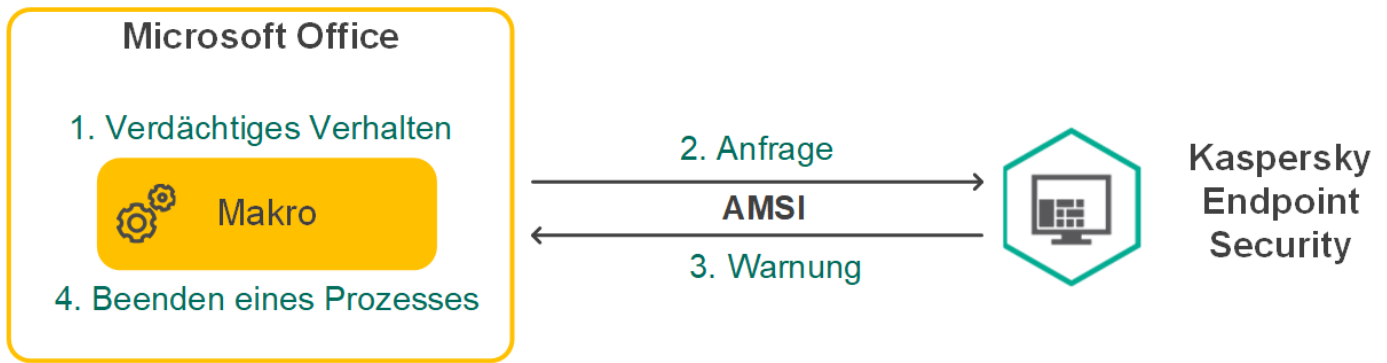 Microsoft Office
1. Verdächtiges Verhalten
Makro
4. Beenden eines Prozesses
2. Anfrage
AMSI
3. Warnung
Kaspersky
Endpoint
Security